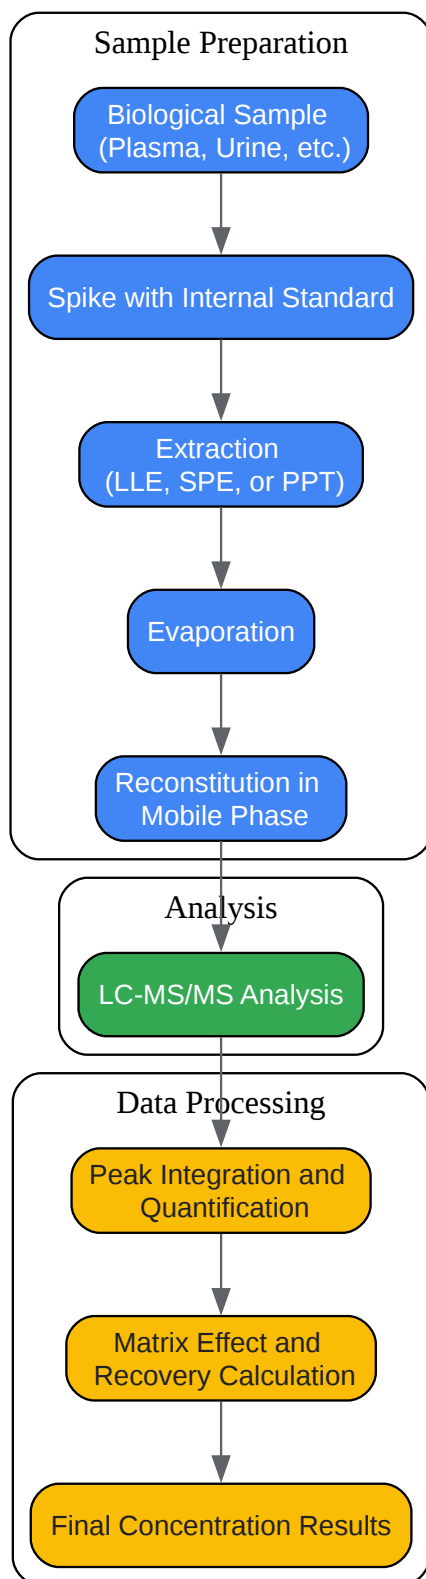 Sample Preparation
Biological Sample
(Plasma, Urine, etc.)
Spike with Internal Standard
Extraction
(LLE, SPE, or PPT)
Evaporation
Reconstitution in
Mobile Phase
Analysis
LC-MS/MS Analysis
Data Processing
Peak Integration and
Quantification
Matrix Effect and
Recovery Calculation
Final Concentration Results